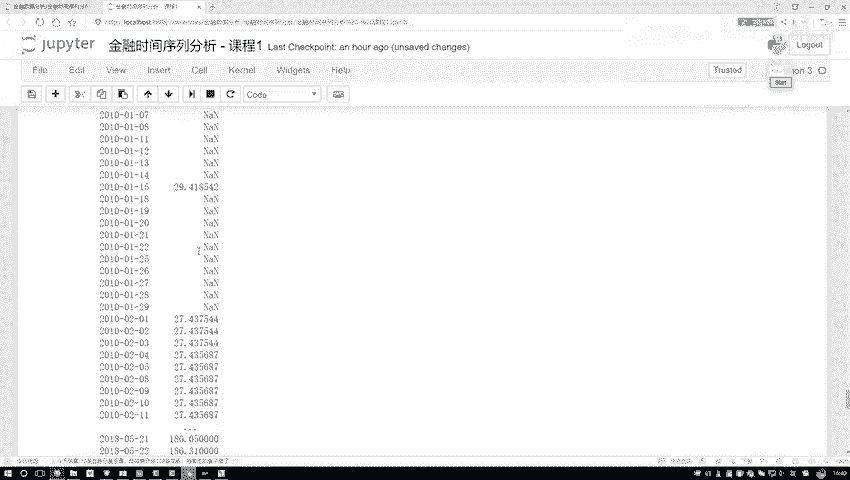 jupyter 金融时间序列分析 - 课程1 Last Checkpoint: an hour ago (unsaved changes)
Logout
File Edit View Insert Cell Kernel Widgets Help
Trusted
Start
Code
2010-01-07 NaN
2010-01-08 NaN
2010-01-11 NaN
2010-01-12 NaN
2010-01-13 NaN
2010-01-14 NaN
2010-01-15 29.418542
2010-01-18 NaN
2010-01-19 NaN
2010-01-20 NaN
2010-01-21 NaN
2010-01-22 NaN
2010-01-25 NaN
2010-01-26 NaN
2010-01-27 NaN
2010-01-28 NaN
2010-01-29 NaN
2010-02-01 27.437544
2010-02-02 27.437544
2010-02-03 27.437544
2010-02-04 27.435687
2010-02-05 27.435687
2010-02-08 27.435687
2010-02-09 27.435687
2010-02-10 27.435687
2010-02-11 27.435687
...
2018-05-21 186.050000
2018-05-22 186.310000
16:40